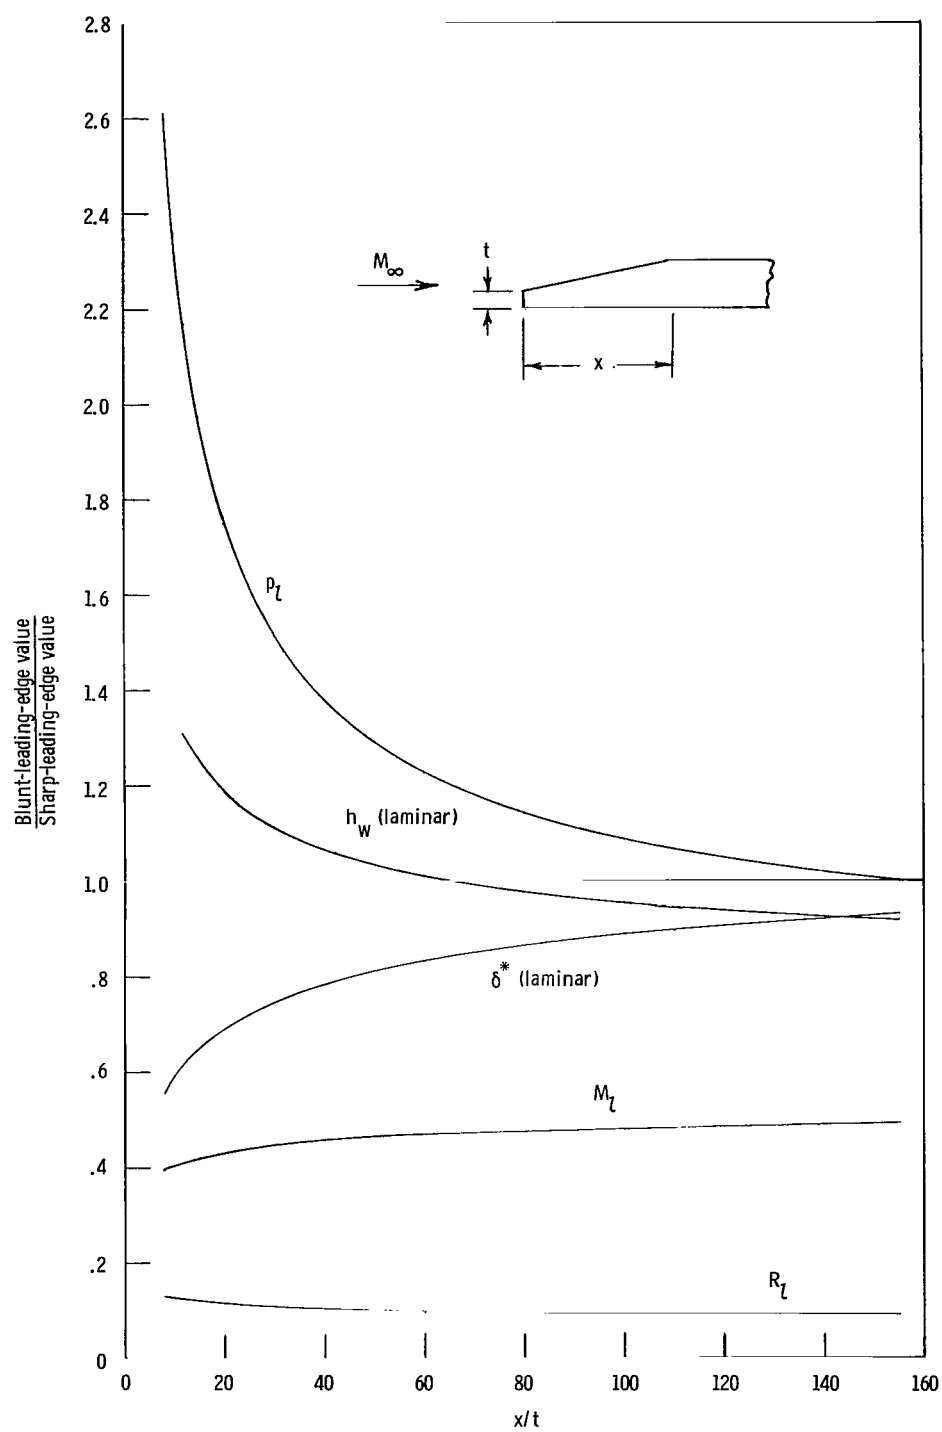 2.8
2.6
2.4
2.2
2.0
1.8
1.6
1.4
1.2
1.0
.8
.6
.4
.2
0
Blunt-leading-edge value
Sharp-leading-edge value
M∞
t
x
pl
hw (laminar)
δ* (laminar)
Ml
Rl
0 20 40 60 80 100 120 140 160
x/t